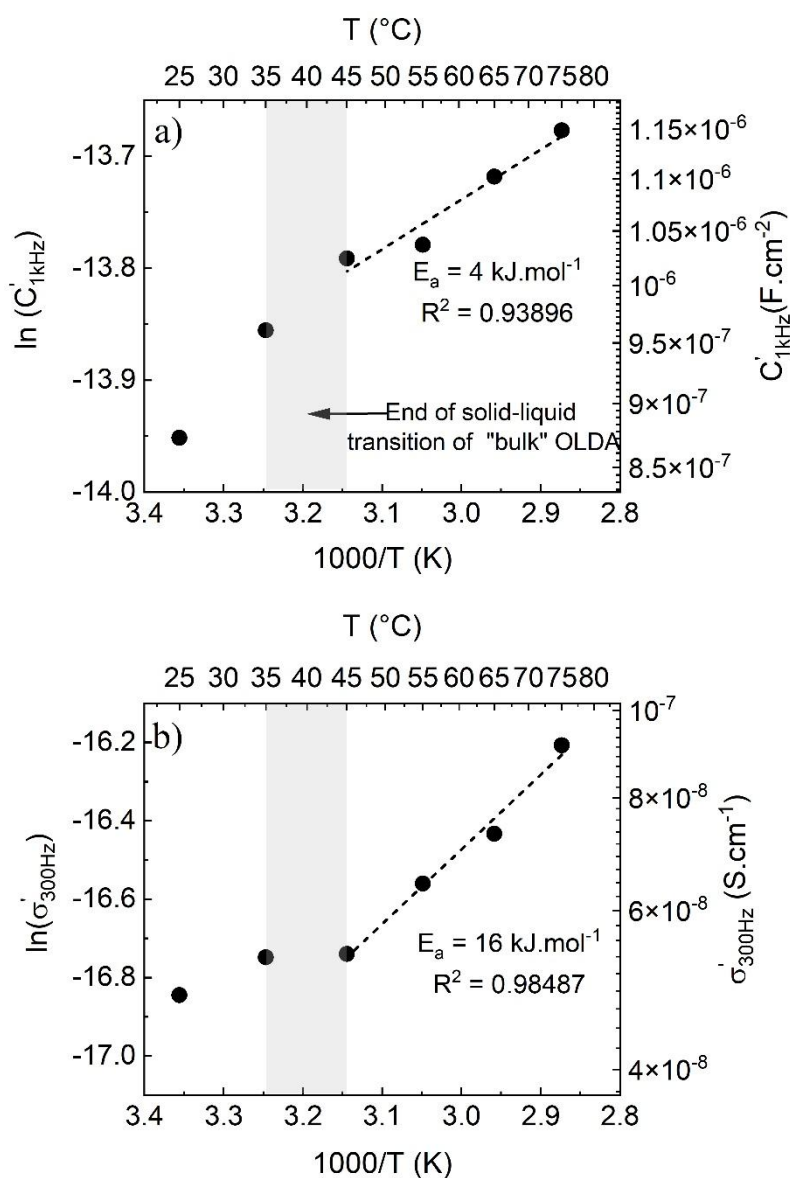 T (°C)
25 30 35 40 45 50 55 60 65 70 75 80
a)
-13.7
-13.8
-13.9
-14.0
ln (C'1kHz)
1.15×10⁻⁶
1.1×10⁻⁶
1.05×10⁻⁶
10⁻⁶
9.5×10⁻⁷
9×10⁻⁷
8.5×10⁻⁷
C'1kHz(F.cm⁻²)
Eₐ = 4 kJ.mol⁻¹
R² = 0.93896
End of solid-liquid
transition of "bulk" OLDA
3.4 3.3 3.2 3.1 3.0 2.9 2.8
1000/T (K)
T (°C)
25 30 35 40 45 50 55 60 65 70 75 80
b)
-16.2
-16.4
-16.6
-16.8
-17.0
ln(σ'300Hz)
10⁻⁷
8×10⁻⁸
6×10⁻⁸
4×10⁻⁸
σ'300Hz (S.cm⁻¹)
Eₐ = 16 kJ.mol⁻¹
R² = 0.98487
3.4 3.3 3.2 3.1 3.0 2.9 2.8
1000/T (K)